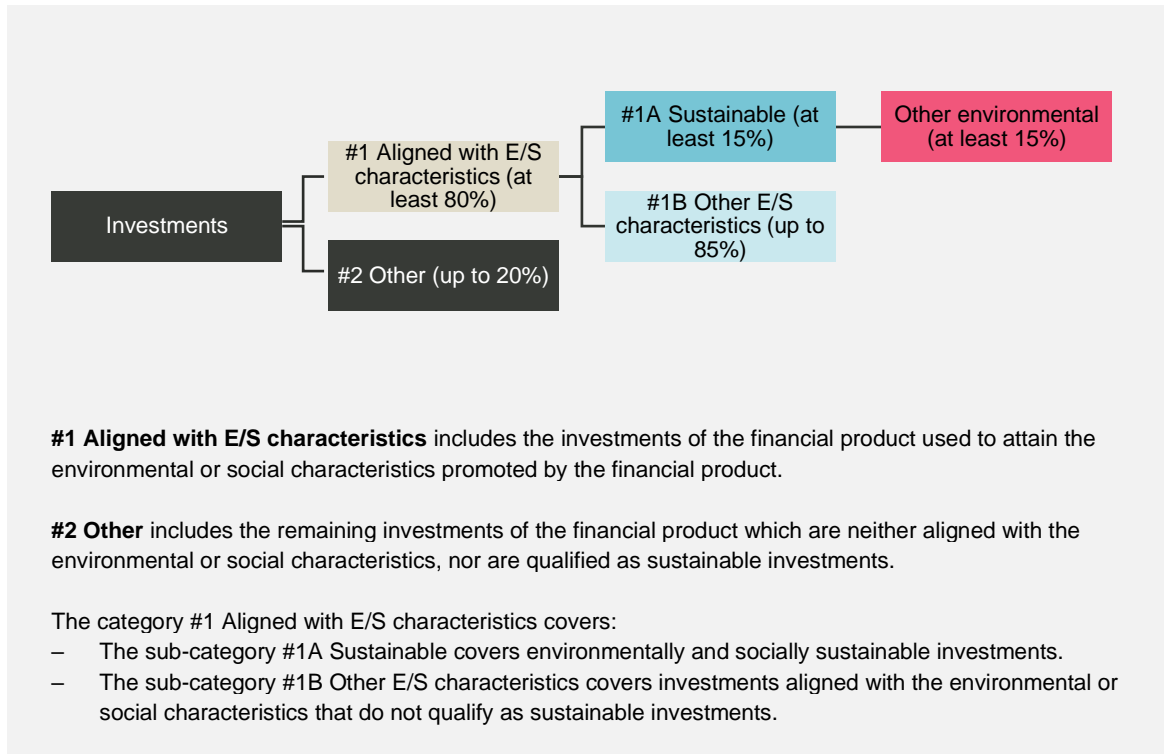 #1A Sustainable (at
least 15%)
Other environmental
(at least 15%)
#1 Aligned with E/S
characteristics (at
least 80%)
Investments
#1B Other E/S
characteristics (up to
85%)
#2 Other (up to 20%)
#1 Aligned with E/S characteristics includes the investments of the financial product used to attain the
environmental or social characteristics promoted by the financial product.
#2 Other includes the remaining investments of the financial product which are neither aligned with the
environmental or social characteristics, nor are qualified as sustainable investments.
The category #1 Aligned with E/S characteristics covers:
– The sub-category #1A Sustainable covers environmentally and socially sustainable investments.
– The sub-category #1B Other E/S characteristics covers investments aligned with the environmental or
social characteristics that do not qualify as sustainable investments.